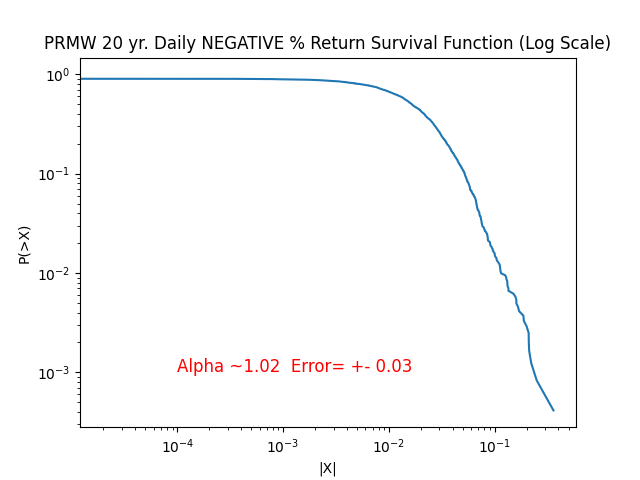 PRMW 20 yr. Daily NEGATIVE % Return Survival Function (Log Scale)
10⁰
10⁻¹
10⁻²
10⁻³
P(>X)
Alpha ~1.02  Error= +- 0.03
10⁻⁴ 10⁻³ 10⁻² 10⁻¹
|X|